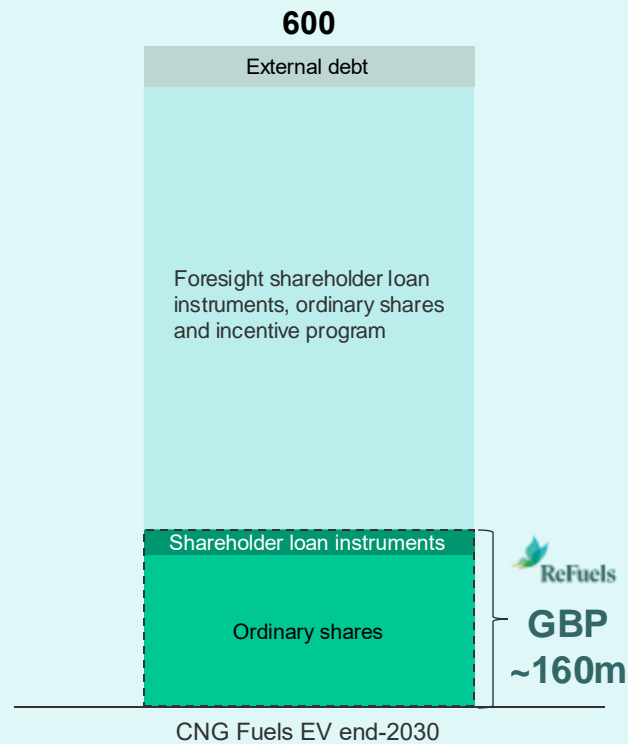 600
External debt
Foresight shareholder loan
instruments, ordinary shares
and incentive program
Shareholder loan instruments
Ordinary shares
ReFuels
GBP
~160m
CNG Fuels EV end-2030